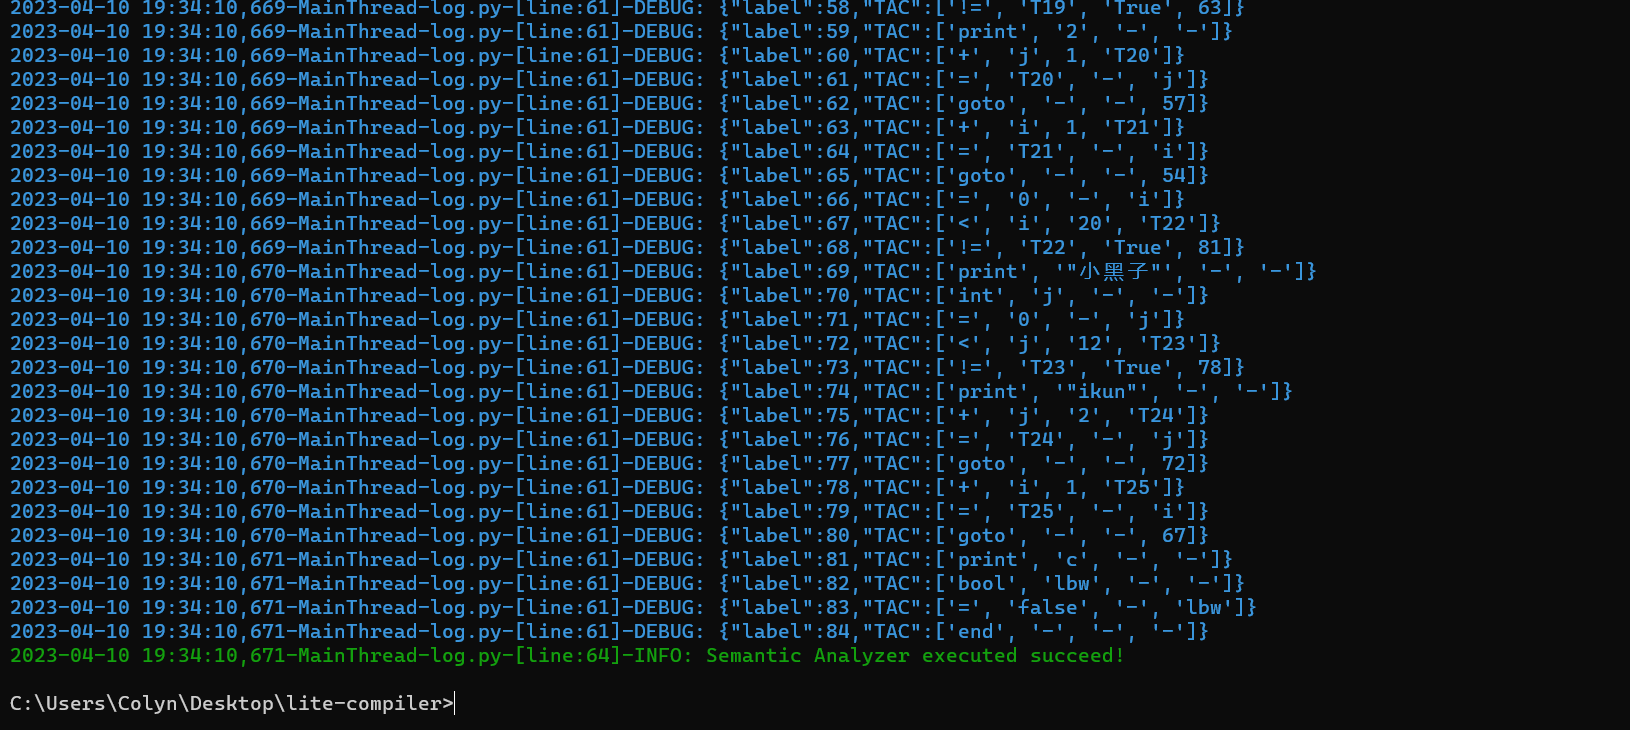 2023-04-10 19:34:10,669-MainThread-log.py-[line:61]-DEBUG: {"label":58,"TAC":['!=', 'T19', 'True', 63]}
2023-04-10 19:34:10,669-MainThread-log.py-[line:61]-DEBUG: {"label":59,"TAC":['print', '2', '-', '-']}
2023-04-10 19:34:10,669-MainThread-log.py-[line:61]-DEBUG: {"label":60,"TAC":['+', 'j', 1, 'T20']}
2023-04-10 19:34:10,669-MainThread-log.py-[line:61]-DEBUG: {"label":61,"TAC":['=', 'T20', '-', 'j']}
2023-04-10 19:34:10,669-MainThread-log.py-[line:61]-DEBUG: {"label":62,"TAC":['goto', '-', '-', 57]}
2023-04-10 19:34:10,669-MainThread-log.py-[line:61]-DEBUG: {"label":63,"TAC":['+', 'i', 1, 'T21']}
2023-04-10 19:34:10,669-MainThread-log.py-[line:61]-DEBUG: {"label":64,"TAC":['=', 'T21', '-', 'i']}
2023-04-10 19:34:10,669-MainThread-log.py-[line:61]-DEBUG: {"label":65,"TAC":['goto', '-', '-', 54]}
2023-04-10 19:34:10,669-MainThread-log.py-[line:61]-DEBUG: {"label":66,"TAC":['=', '0', '-', 'i']}
2023-04-10 19:34:10,669-MainThread-log.py-[line:61]-DEBUG: {"label":67,"TAC":['<', 'i', '20', 'T22']}
2023-04-10 19:34:10,669-MainThread-log.py-[line:61]-DEBUG: {"label":68,"TAC":['!=', 'T22', 'True', 81]}
2023-04-10 19:34:10,670-MainThread-log.py-[line:61]-DEBUG: {"label":69,"TAC":['print', '"小黑子"', '-', '-']}
2023-04-10 19:34:10,670-MainThread-log.py-[line:61]-DEBUG: {"label":70,"TAC":['int', 'j', '-', '-']}
2023-04-10 19:34:10,670-MainThread-log.py-[line:61]-DEBUG: {"label":71,"TAC":['=', '0', '-', 'j']}
2023-04-10 19:34:10,670-MainThread-log.py-[line:61]-DEBUG: {"label":72,"TAC":['<', 'j', '12', 'T23']}
2023-04-10 19:34:10,670-MainThread-log.py-[line:61]-DEBUG: {"label":73,"TAC":['!=', 'T23', 'True', 78]}
2023-04-10 19:34:10,670-MainThread-log.py-[line:61]-DEBUG: {"label":74,"TAC":['print', '"ikun"', '-', '-']}
2023-04-10 19:34:10,670-MainThread-log.py-[line:61]-DEBUG: {"label":75,"TAC":['+', 'j', '2', 'T24']}
2023-04-10 19:34:10,670-MainThread-log.py-[line:61]-DEBUG: {"label":76,"TAC":['=', 'T24', '-', 'j']}
2023-04-10 19:34:10,670-MainThread-log.py-[line:61]-DEBUG: {"label":77,"TAC":['goto', '-', '-', 72]}
2023-04-10 19:34:10,670-MainThread-log.py-[line:61]-DEBUG: {"label":78,"TAC":['+', 'i', 1, 'T25']}
2023-04-10 19:34:10,670-MainThread-log.py-[line:61]-DEBUG: {"label":79,"TAC":['=', 'T25', '-', 'i']}
2023-04-10 19:34:10,670-MainThread-log.py-[line:61]-DEBUG: {"label":80,"TAC":['goto', '-', '-', 67]}
2023-04-10 19:34:10,671-MainThread-log.py-[line:61]-DEBUG: {"label":81,"TAC":['print', 'c', '-', '-']}
2023-04-10 19:34:10,671-MainThread-log.py-[line:61]-DEBUG: {"label":82,"TAC":['bool', 'lbw', '-', '-']}
2023-04-10 19:34:10,671-MainThread-log.py-[line:61]-DEBUG: {"label":83,"TAC":['=', 'false', '-', 'lbw']}
2023-04-10 19:34:10,671-MainThread-log.py-[line:61]-DEBUG: {"label":84,"TAC":['end', '-', '-', '-']}
2023-04-10 19:34:10,671-MainThread-log.py-[line:64]-INFO: Semantic Analyzer executed succeed!
C:\Users\Colyn\Desktop\lite-compiler>